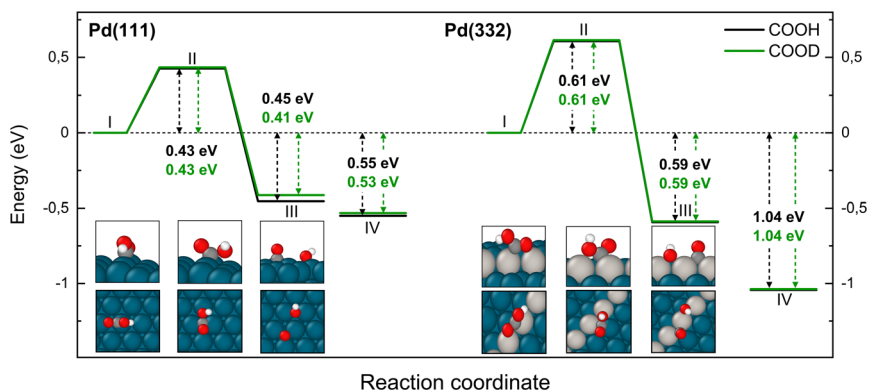 Pd(111)
Pd(332)
COOH
COOD
Energy (eV)
0,5
0
-0,5
-1
I
II
0.43 eV
0.43 eV
0.45 eV
0.41 eV
III
0.55 eV
0.53 eV
IV
I
II
0.61 eV
0.61 eV
0.59 eV
0.59 eV
III
1.04 eV
1.04 eV
IV
0,5
0
-0,5
-1
Reaction coordinate